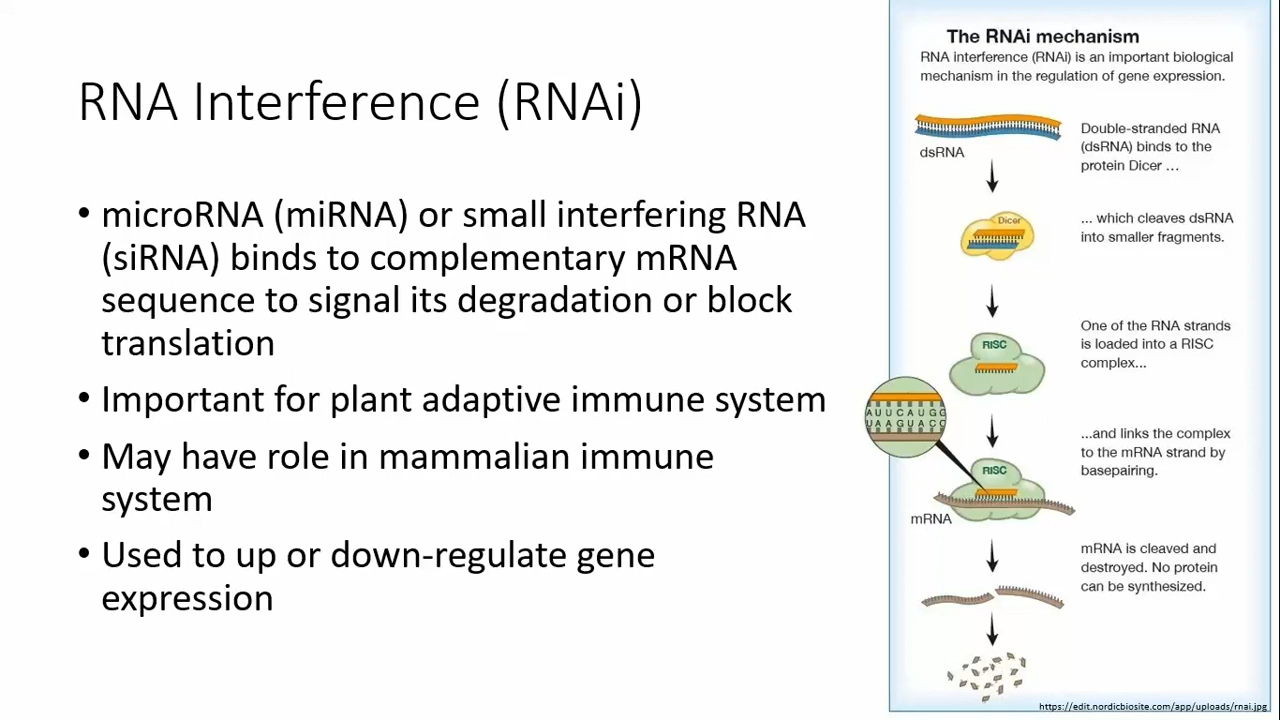 RNA Interference (RNAi)
• microRNA (miRNA) or small interfering RNA
(siRNA) binds to complementary mRNA
sequence to signal its degradation or block
translation
• Important for plant adaptive immune system
• May have role in mammalian immune
system
• Used to up or down-regulate gene
expression
The RNAi mechanism
RNA interference (RNAi) is an important biological
mechanism in the regulation of gene expression.
dsRNA
Double-stranded RNA
(dsRNA) binds to the
protein Dicer ...
Dicer
... which cleaves dsRNA
into smaller fragments.
RISC
One of the RNA strands
is loaded into a RISC
complex...
AUUCAUGG
UAAGUACC
RISC
mRNA
...and links the complex
to the mRNA strand by
basepairing.
mRNA is cleaved and
destroyed. No protein
can be synthesized.
https://edit.nordicbiosite.com/app/uploads/rnai.jpg